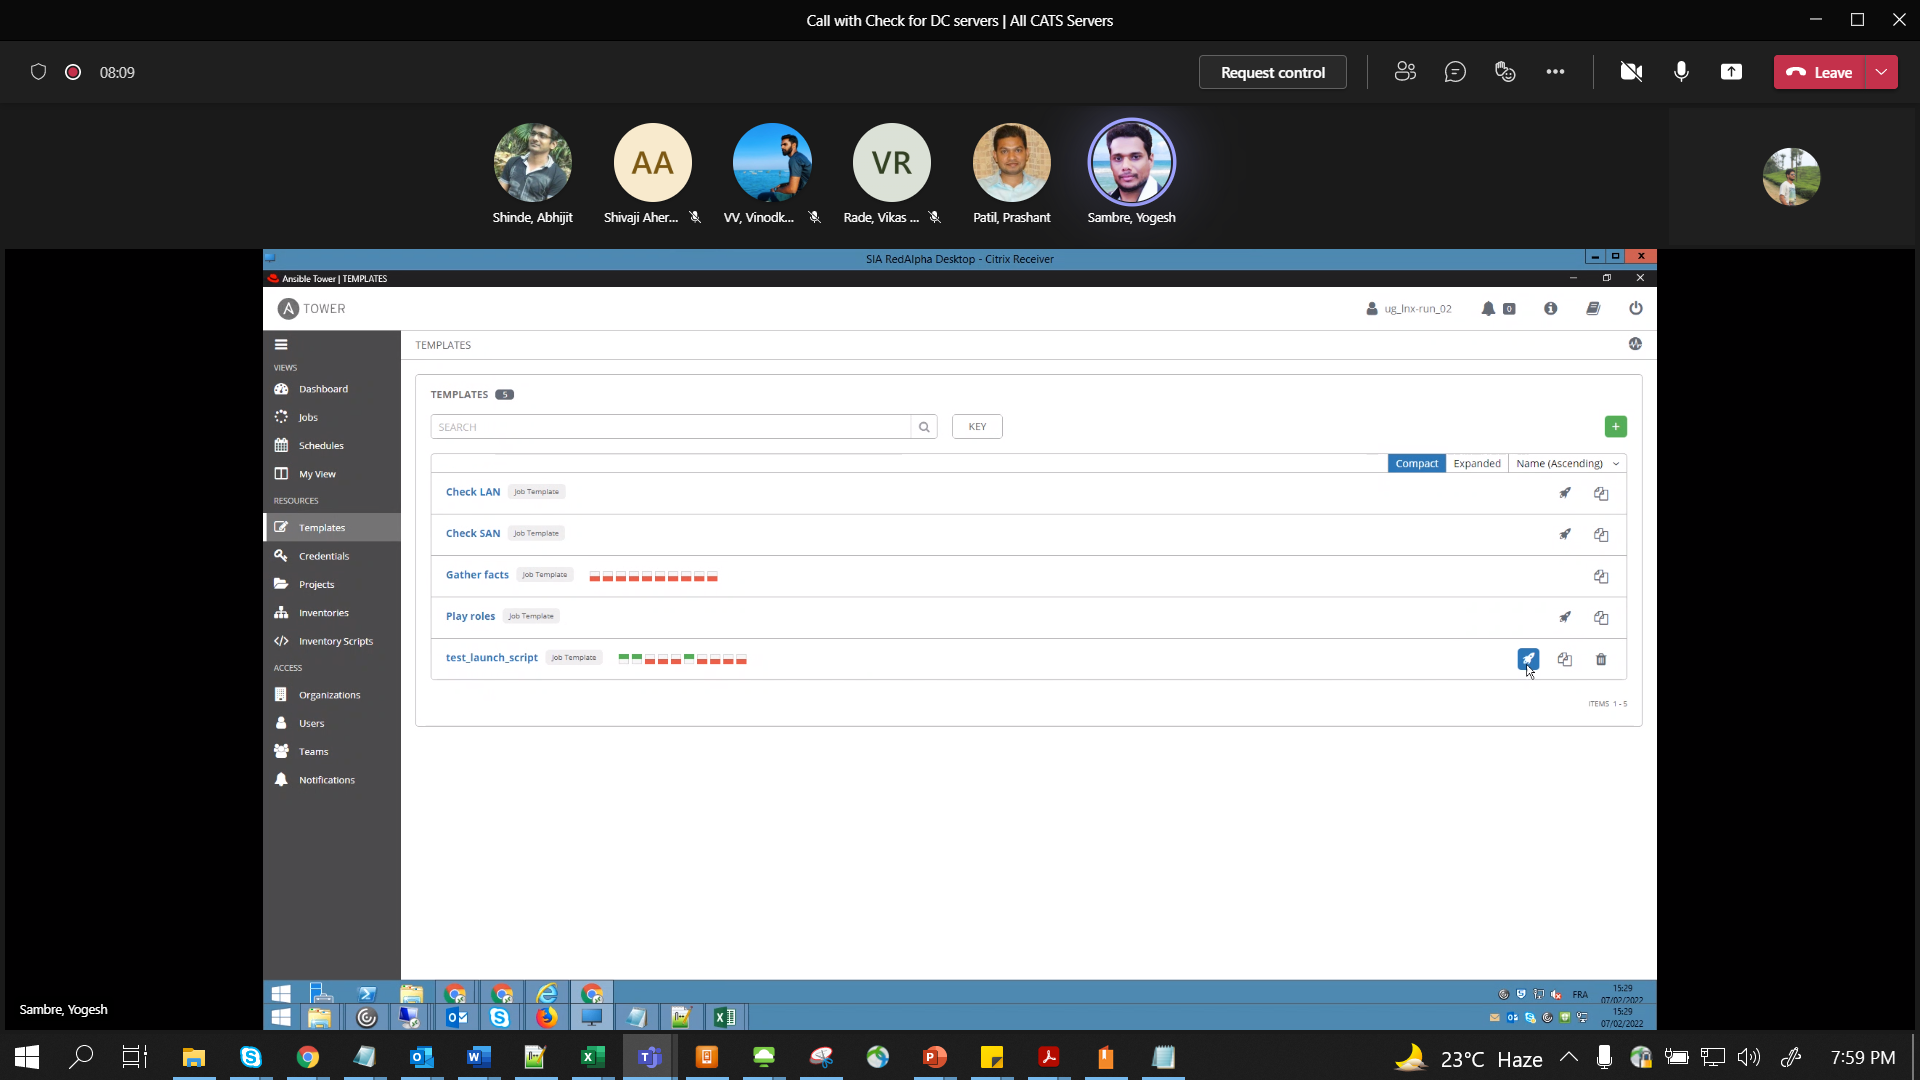 Call with Check for DC servers | All CATS Servers
08:09
Request control
Leave
AA
VR
Shinde, Abhijit
Shivaji Aher...
VV, Vinodk...
Rade, Vikas ...
Patil, Prashant
Sambre, Yogesh
SIA RedAlpha Desktop - Citrix Receiver
Ansible Tower | TEMPLATES
A TOWER
ug_lnx-run_02
0
VIEWS
Dashboard
Jobs
Schedules
My View
RESOURCES
Templates
Credentials
Projects
Inventories
Inventory Scripts
ACCESS
Organizations
Users
Teams
Notifications
TEMPLATES
TEMPLATES 5
SEARCH
KEY
Compact Expanded Name (Ascending)
Check LAN Job Template
Check SAN Job Template
Gather facts Job Template
Play roles Job Template
test_launch_script Job Template
ITEMS 1 - 5
FRA
15:29
07/02/2022
15:29
07/02/2022
Sambre, Yogesh
23°C Haze
7:59 PM